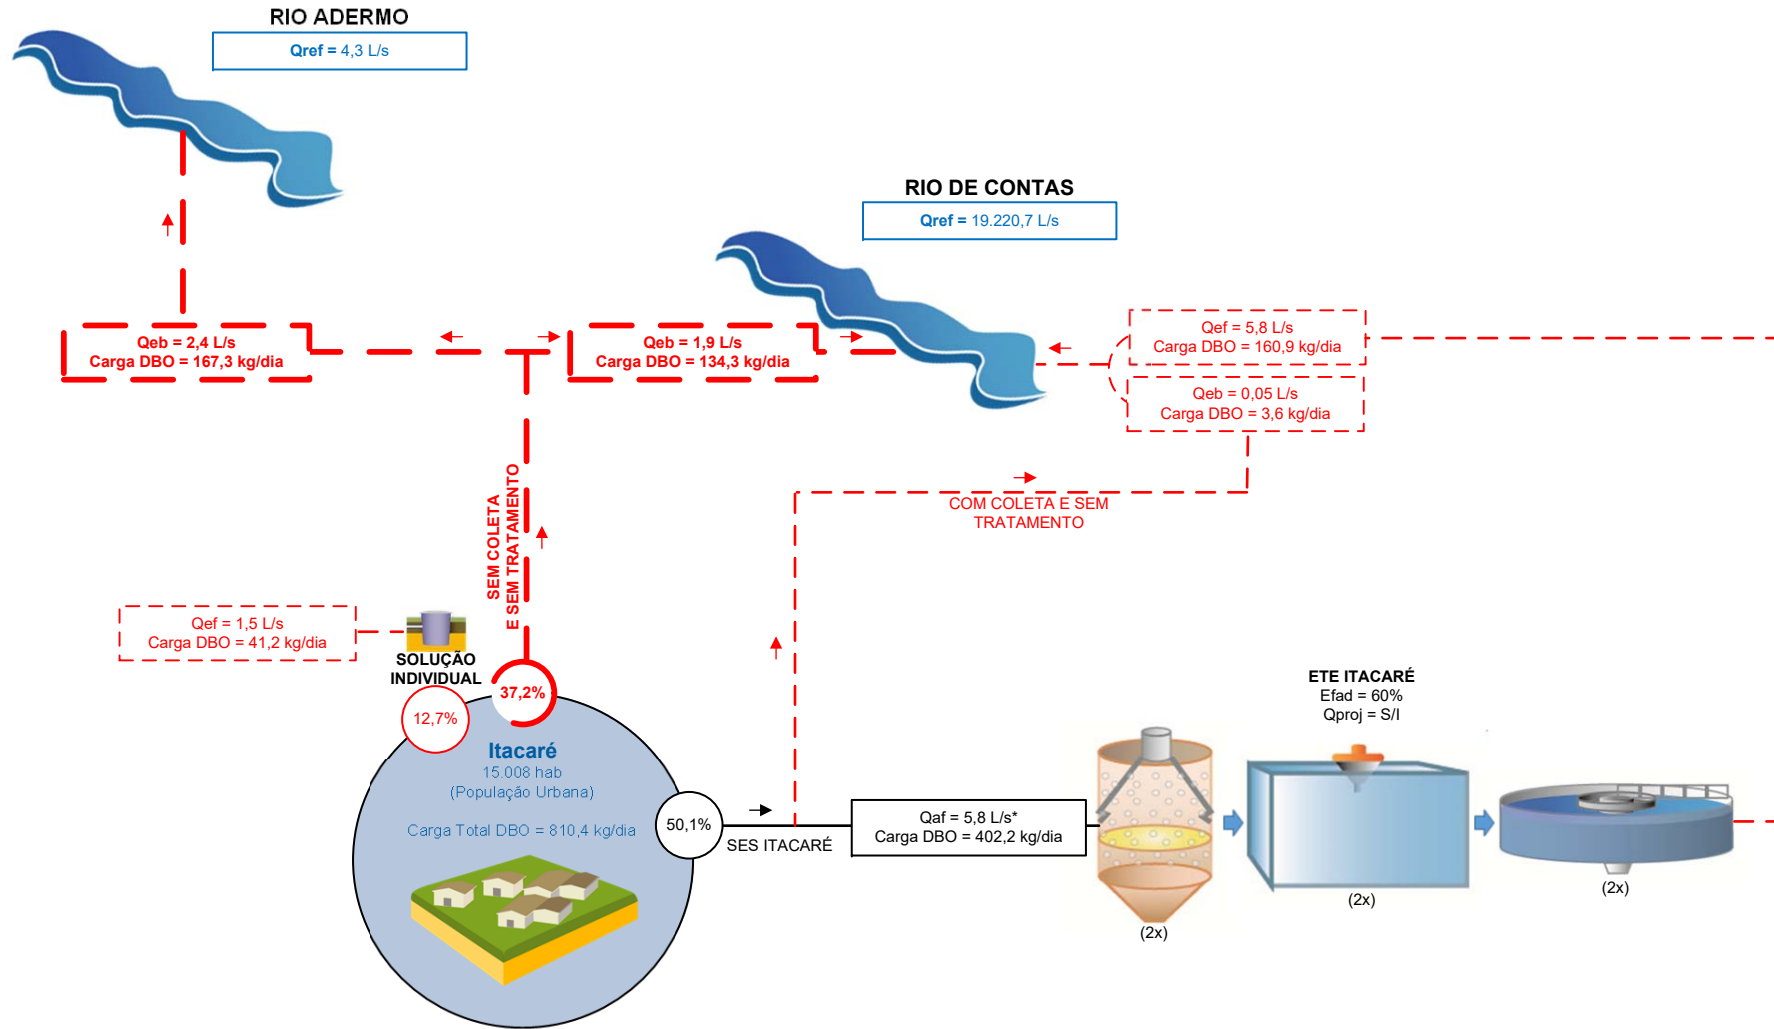 RIO ADERMO
Qref = 4,3 L/s
RIO DE CONTAS
Qref = 19.220,7 L/s
Qeb = 2,4 L/s
Carga DBO = 167,3 kg/dia
Qeb = 1,9 L/s
Carga DBO = 134,3 kg/dia
Qef = 5,8 L/s
Carga DBO = 160,9 kg/dia
Qeb = 0,05 L/s
Carga DBO = 3,6 kg/dia
SEM COLETA
E SEM TRATAMENTO
COM COLETA E SEM
TRATAMENTO
Qef = 1,5 L/s
Carga DBO = 41,2 kg/dia
SOLUÇÃO
INDIVIDUAL
37,2%
12,7%
Itacaré
15.008 hab
(População Urbana)
Carga Total DBO = 810,4 kg/dia
50,1%
SES ITACARÉ
Qaf = 5,8 L/s*
Carga DBO = 402,2 kg/dia
ETE ITACARÉ
Efad = 60%
Qproj = S/I
(2x)
(2x)
(2x)